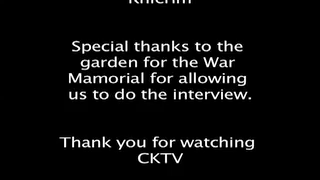 Special thanks to the
garden for the War
Mamorial for allowing
us to do the interview.
Thank you for watching
CKTV